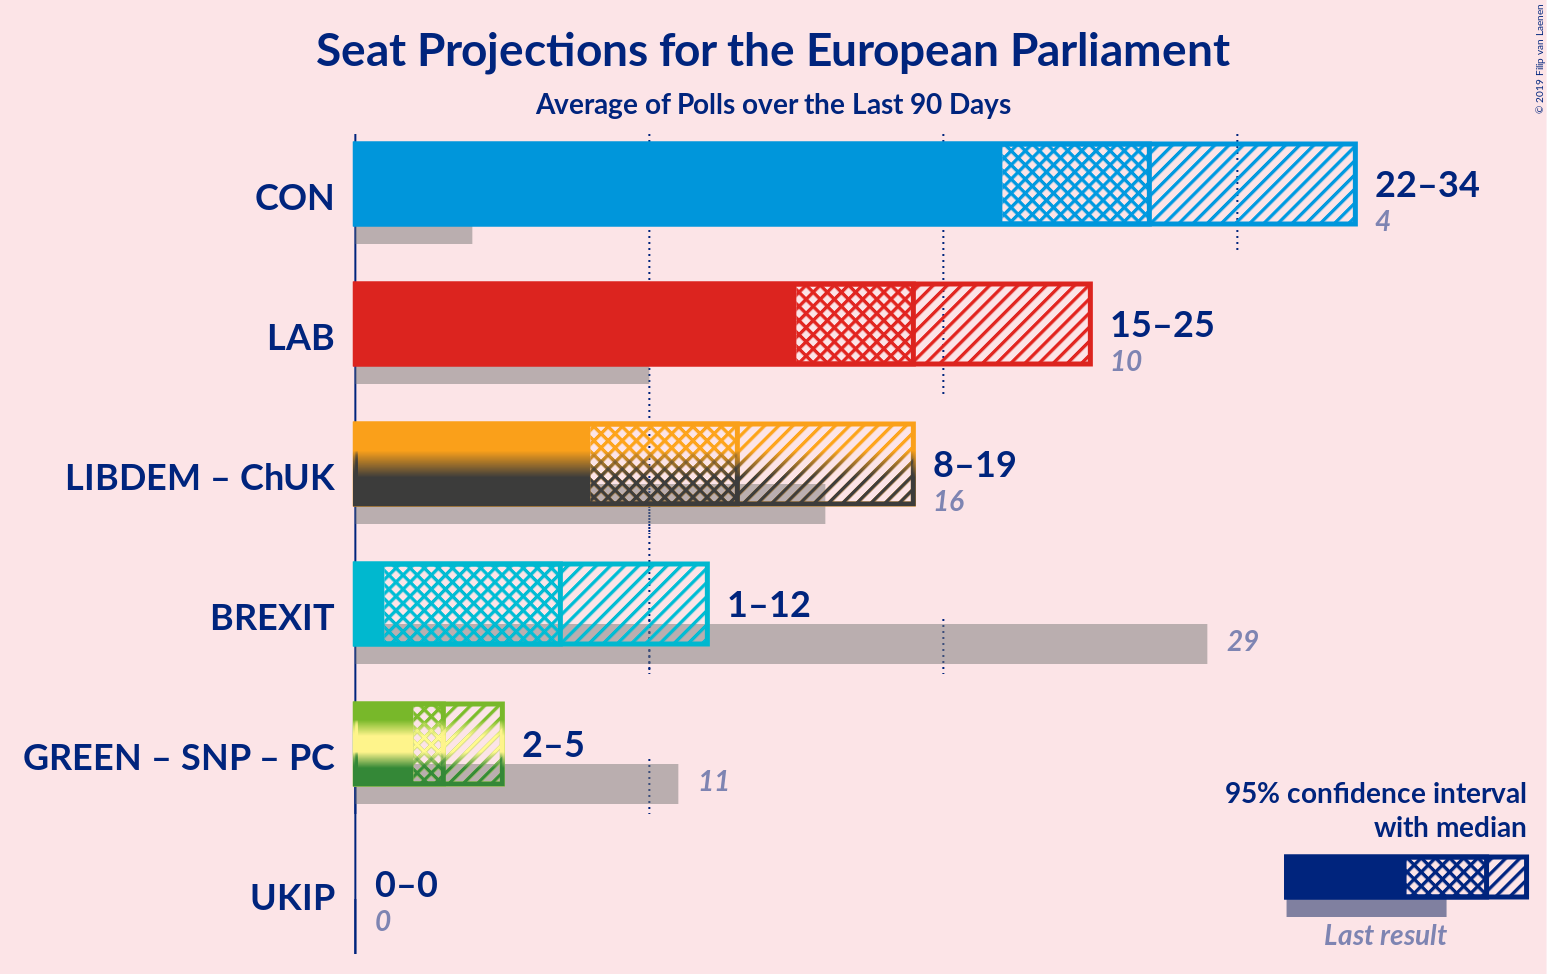 Seat Projections for the European Parliament
Average of Polls over the Last 90 Days
© 2019 Filip van Laenen
CON
22–34
4
LAB
15–25
10
LIBDEM – ChUK
8–19
16
BREXIT
1–12
29
GREEN – SNP – PC
2–5
11
UKIP
0–0
0
95% confidence interval
with median
Last result